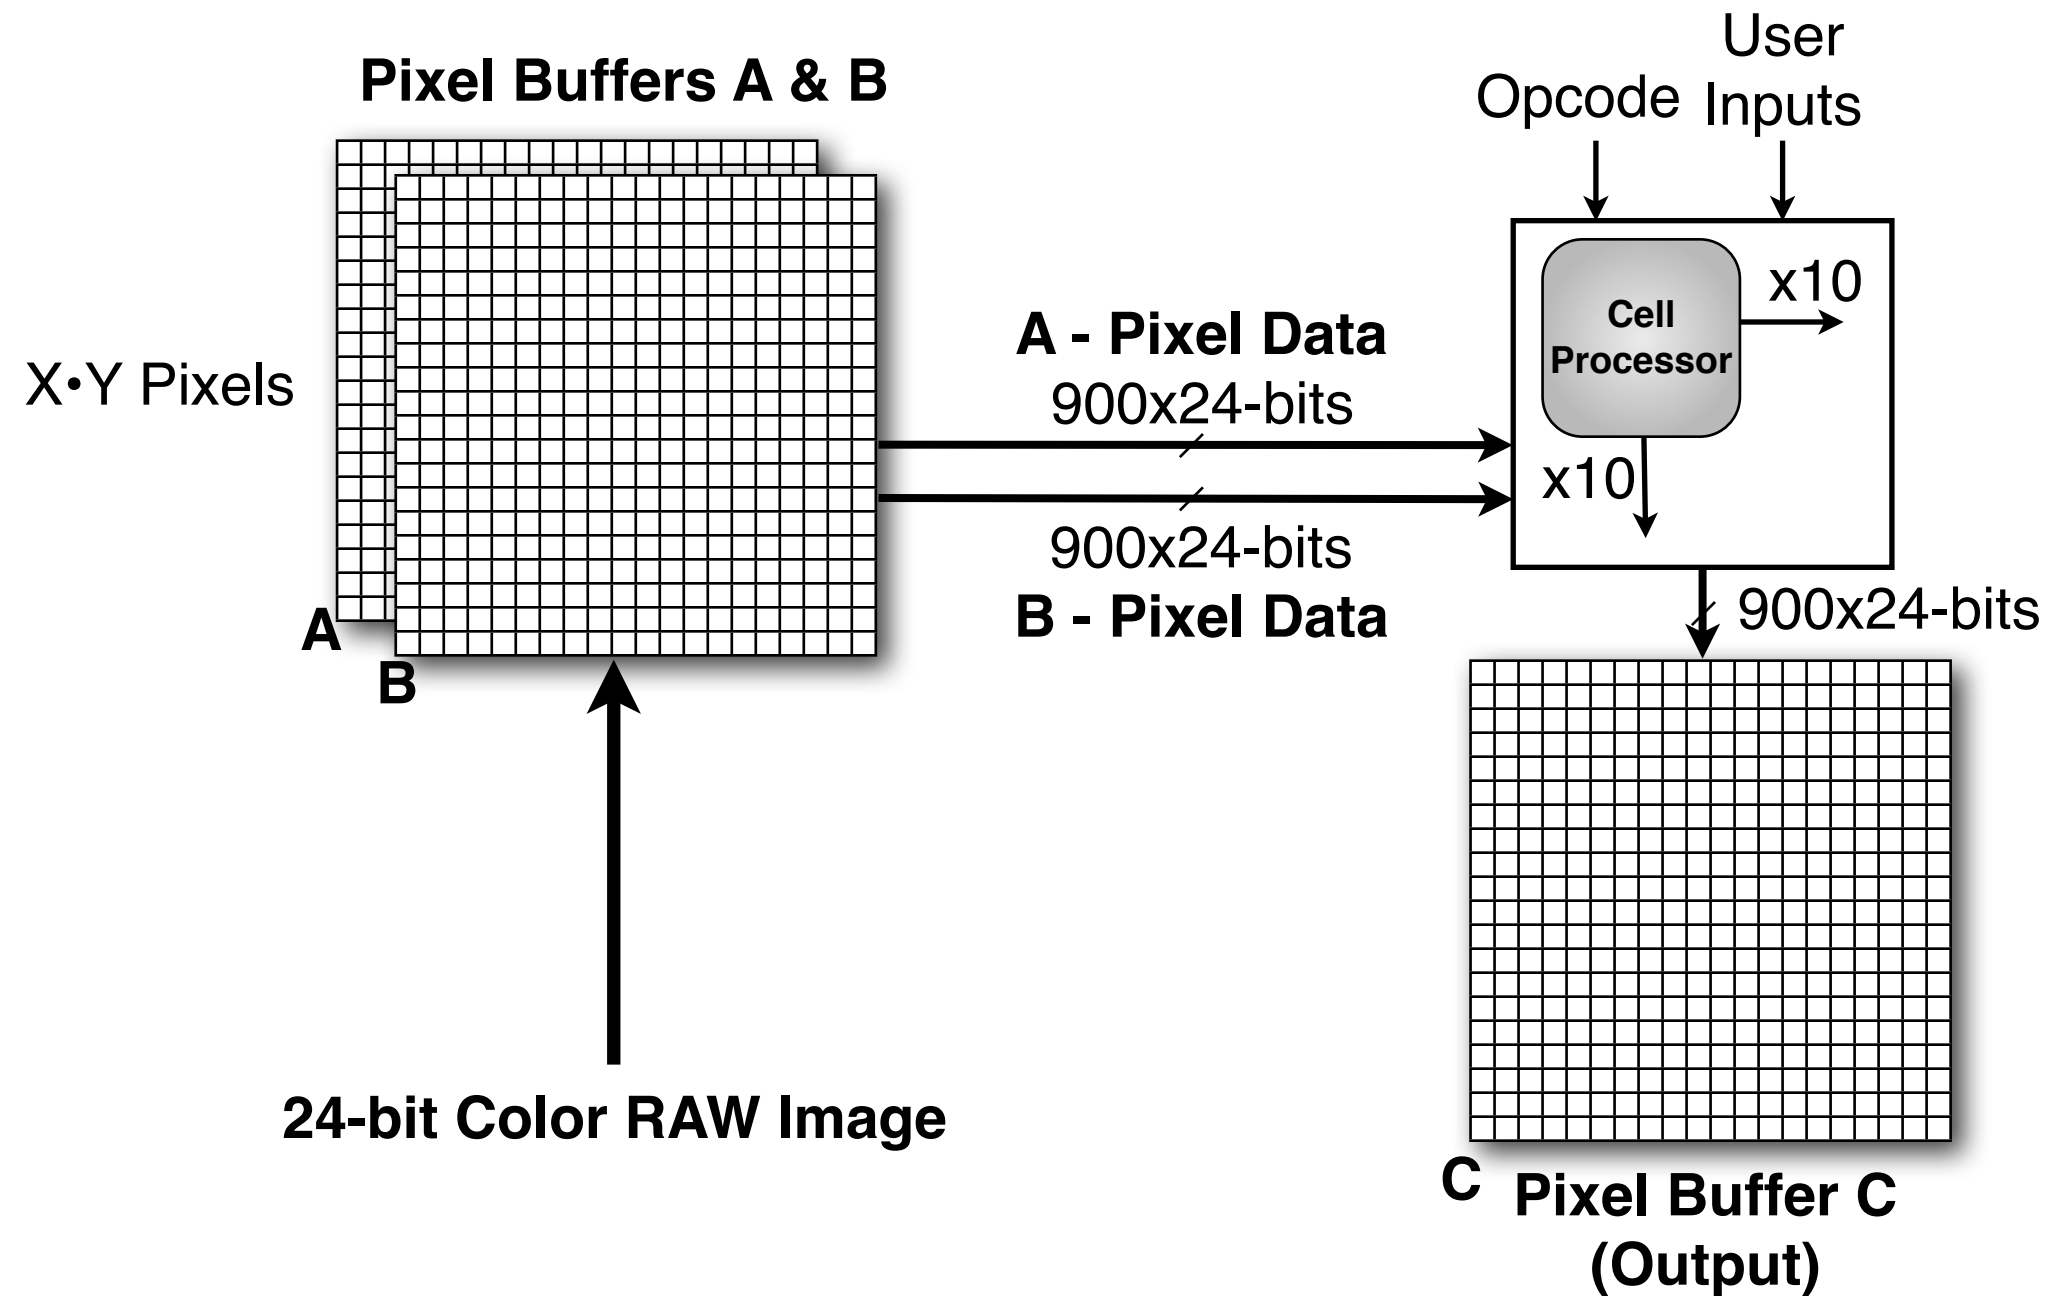 Pixel Buffers A & B
X•Y Pixels
A
B
24-bit Color RAW Image
A - Pixel Data
900x24-bits
900x24-bits
B - Pixel Data
Opcode
User
Inputs
Cell
Processor
x10
x10
900x24-bits
C
Pixel Buffer C
(Output)